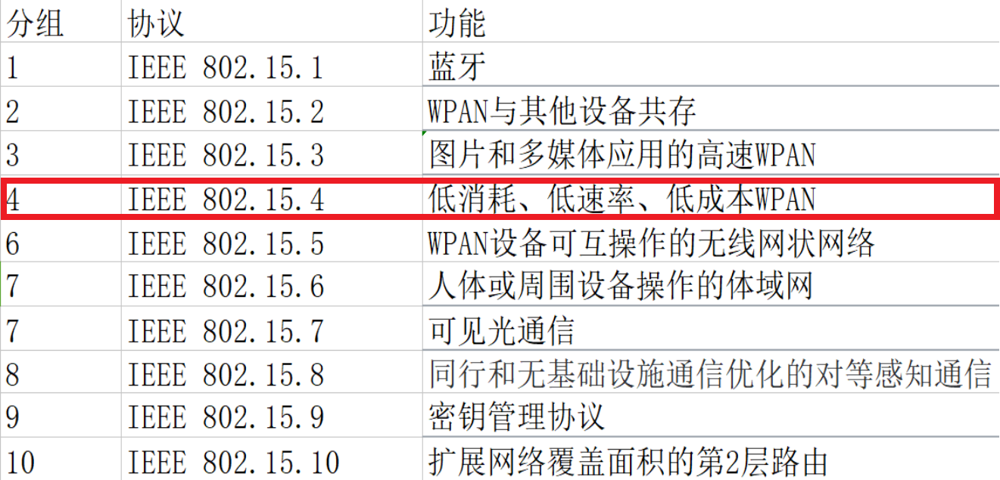 分组 协议 功能
1 IEEE 802.15.1 蓝牙
2 IEEE 802.15.2 WPAN与其他设备共存
3 IEEE 802.15.3 图片和多媒体应用的高速WPAN
4 IEEE 802.15.4 低消耗、低速率、低成本WPAN
6 IEEE 802.15.5 WPAN设备可互操作的无线网状网络
7 IEEE 802.15.6 人体或周围设备操作的体域网
7 IEEE 802.15.7 可见光通信
8 IEEE 802.15.8 同行和无基础设施通信优化的对等感知通信
9 IEEE 802.15.9 密钥管理协议
10 IEEE 802.15.10 扩展网络覆盖面积的第2层路由